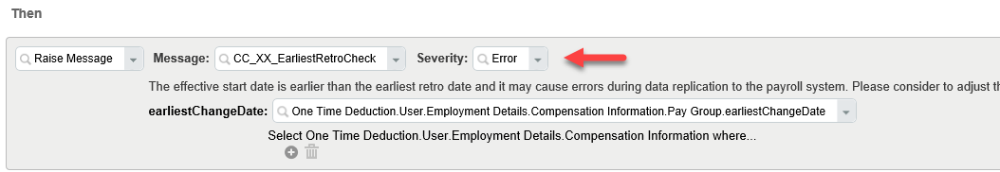 Then
Raise Message Message: CC_XX_EarliestRetroCheck Severity: Error
The effective start date is earlier than the earliest retro date and it may cause errors during data replication to the payroll system. Please consider to adjust
earliestChangeDate: One Time Deduction.User.Employment Details.Compensation Information.Pay Group.earliestChangeDate
Select One Time Deduction.User.Employment Details.Compensation Information where...